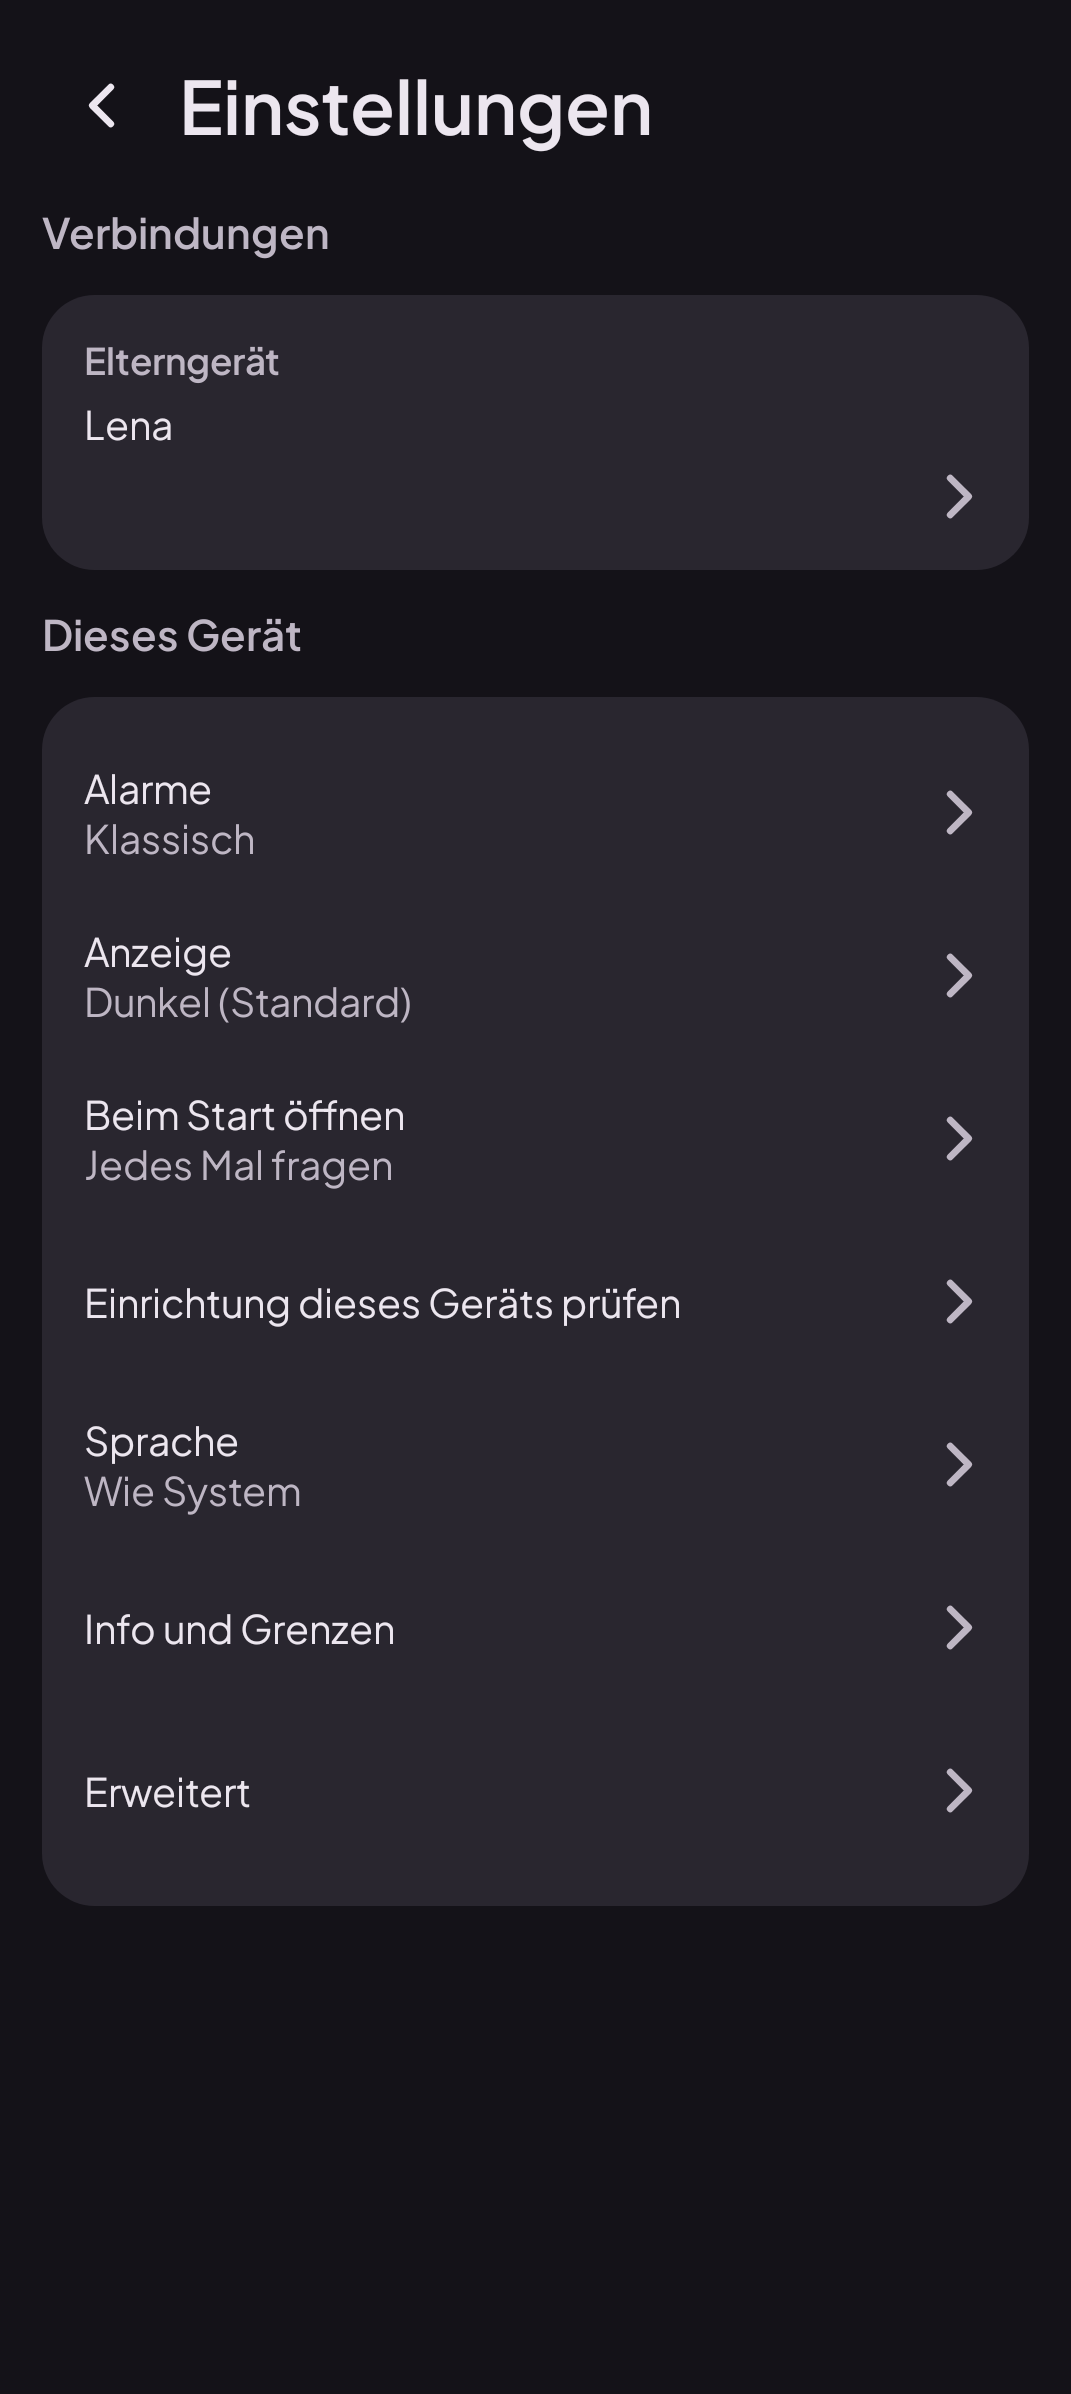 Einstellungen
Verbindungen
Elterngerät
Lena
Dieses Gerät
Alarme
Klassisch
Anzeige
Dunkel (Standard)
Beim Start öffnen
Jedes Mal fragen
Einrichtung dieses Geräts prüfen
Sprache
Wie System
Info und Grenzen
Erweitert